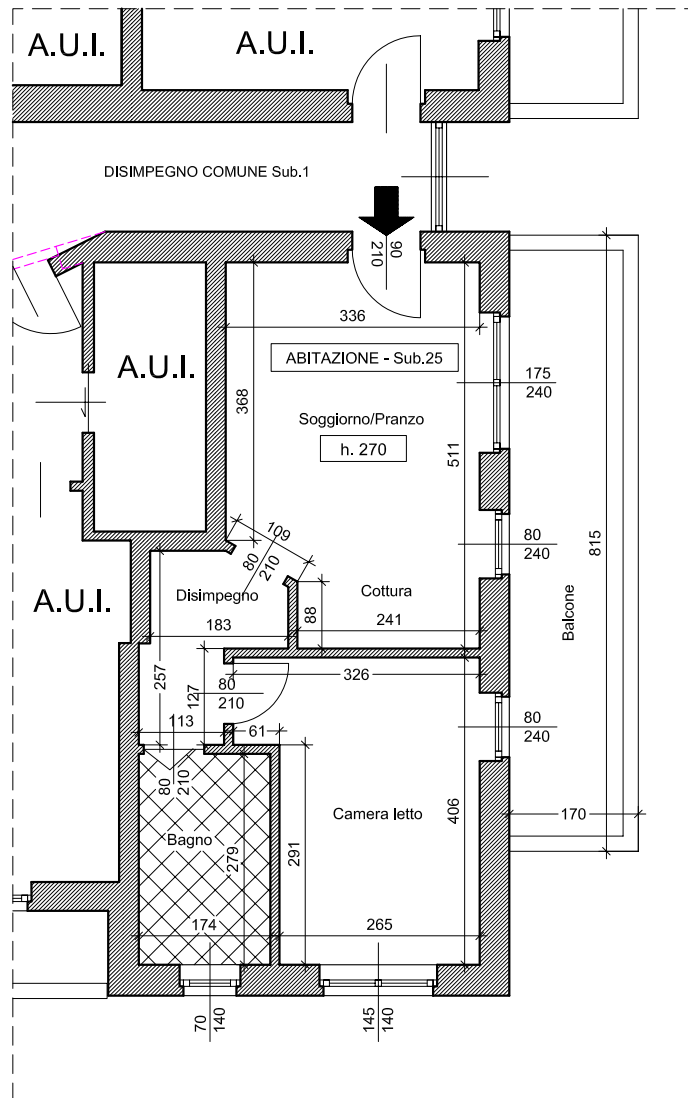 A.U.I.
A.U.I.
DISIMPEGNO COMUNE Sub.1
90
210
336
A.U.I.
ABITAZIONE - Sub.25
175
240
368
Soggiorno/Pranzo
h. 270
511
109
80
210
80
240
815
Disimpegno
Cottura
A.U.I.
88
Balcone
183
241
257
127
80
210
326
113
61
80
240
80
210
Bagno
Camera letto
406
170
279
291
174
265
70
140
145
140